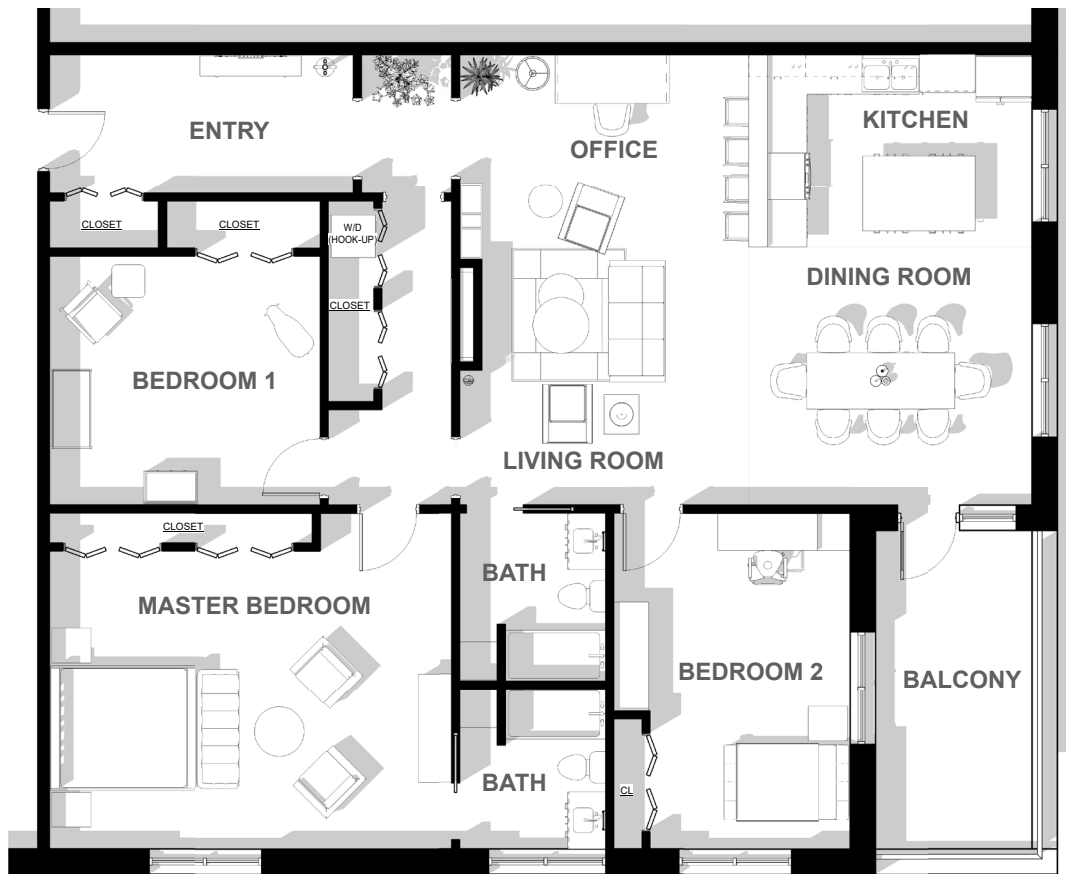 ENTRY
OFFICE
KITCHEN
CLOSET
CLOSET
W/D
(HOOK-UP)
CLOSET
DINING ROOM
BEDROOM 1
LIVING ROOM
CLOSET
BATH
MASTER BEDROOM
BEDROOM 2
BALCONY
BATH
CL